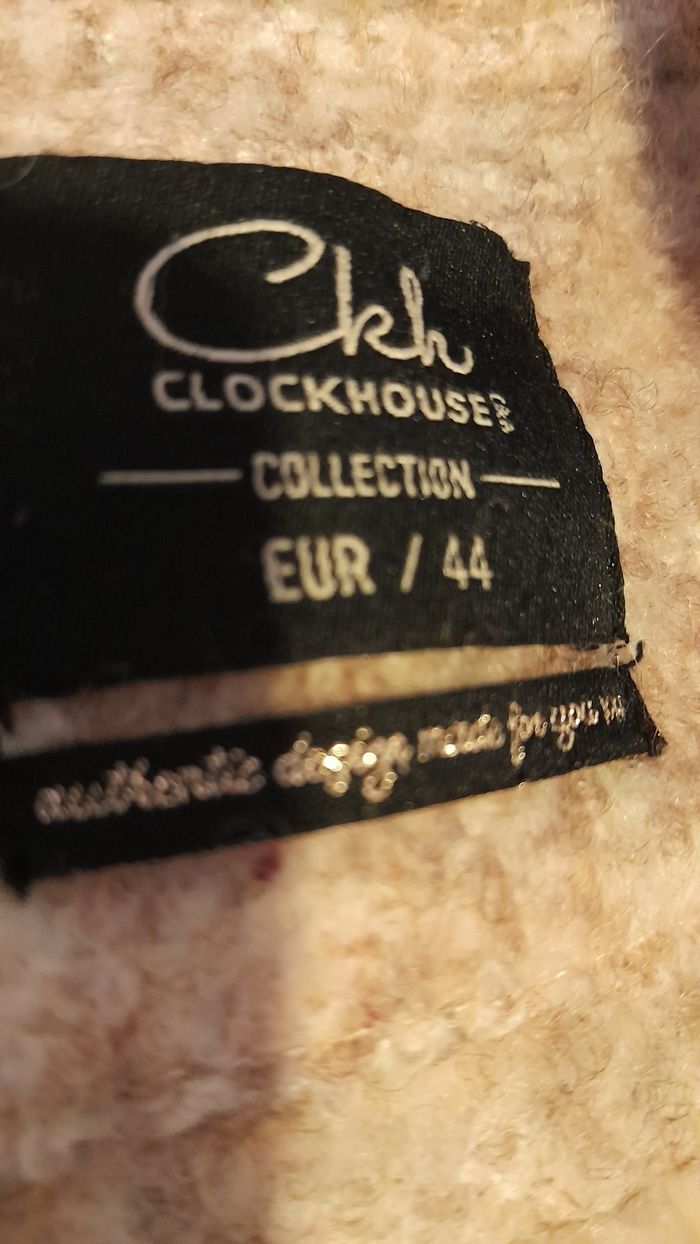 Ckh
CLOCKHOUSE C&A
COLLECTION
EUR / 44
authentic design made for you